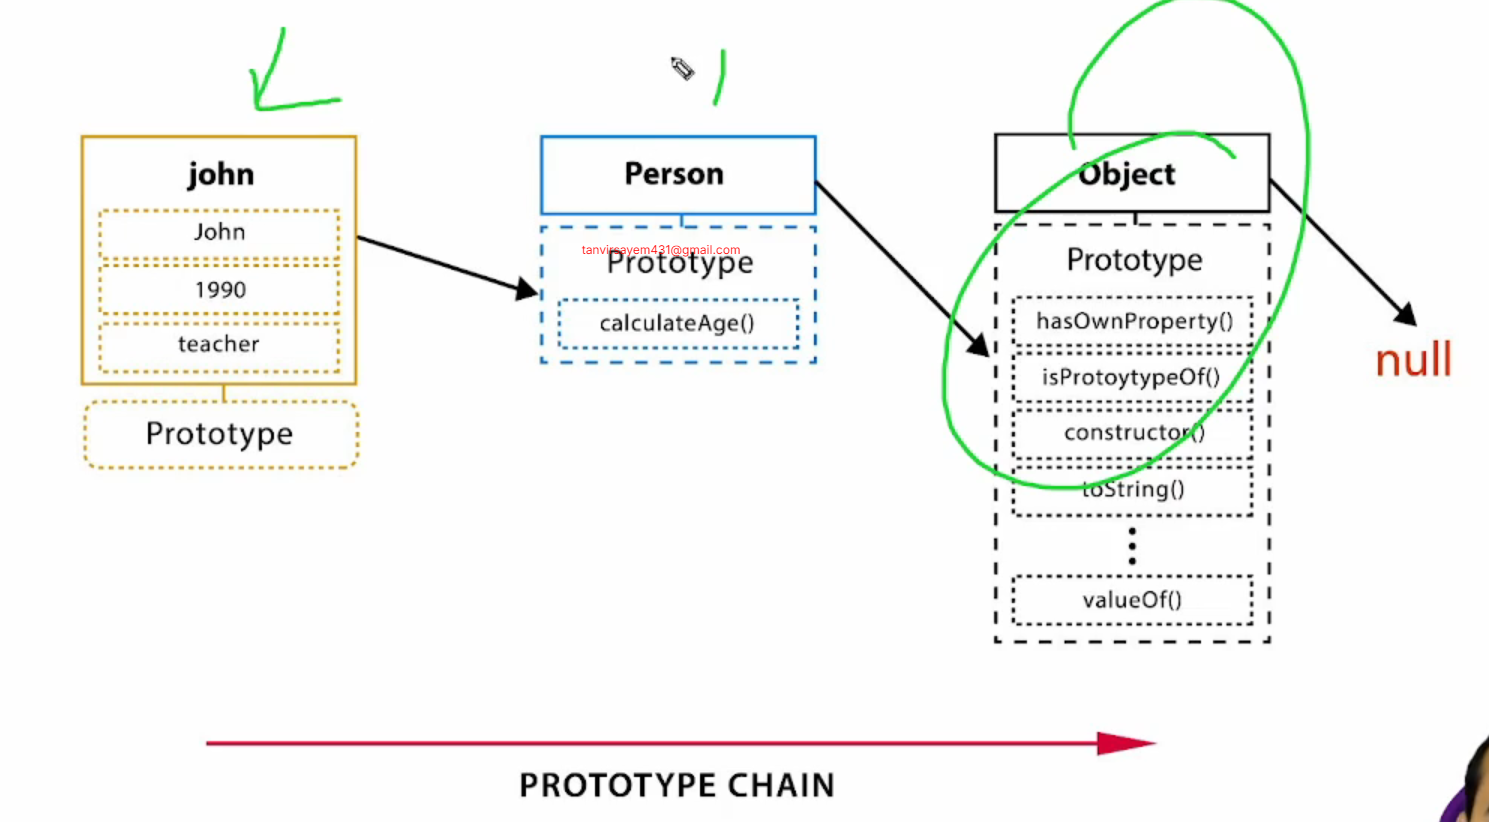 john
John
1990
teacher
Prototype
Person
tanvirsayem431@gmail.com
Prototype
calculateAge()
Object
Prototype
hasOwnProperty()
isProtoytypeOf()
constructor()
toString()
valueOf()
null
PROTOTYPE CHAIN